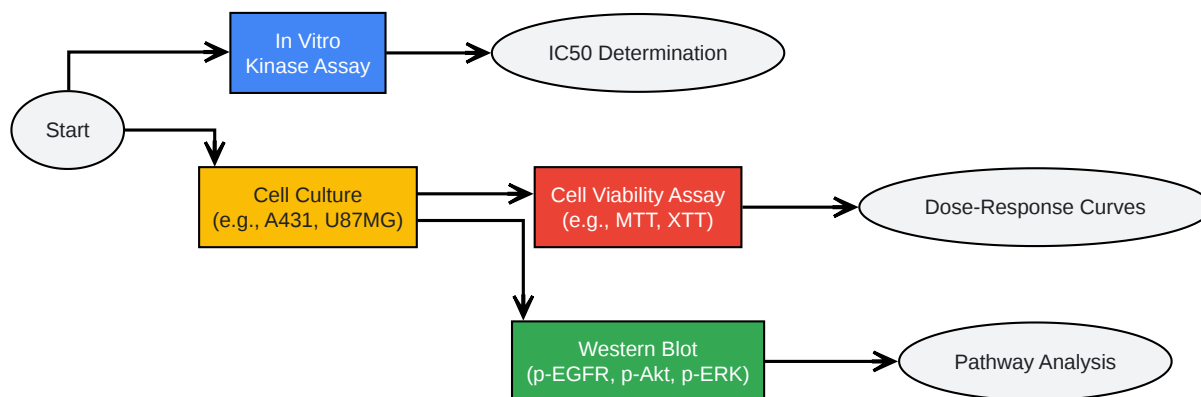 In Vitro
Kinase Assay
IC50 Determination
Start
Cell Culture
(e.g., A431, U87MG)
Cell Viability Assay
(e.g., MTT, XTT)
Dose-Response Curves
Western Blot
(p-EGFR, p-Akt, p-ERK)
Pathway Analysis